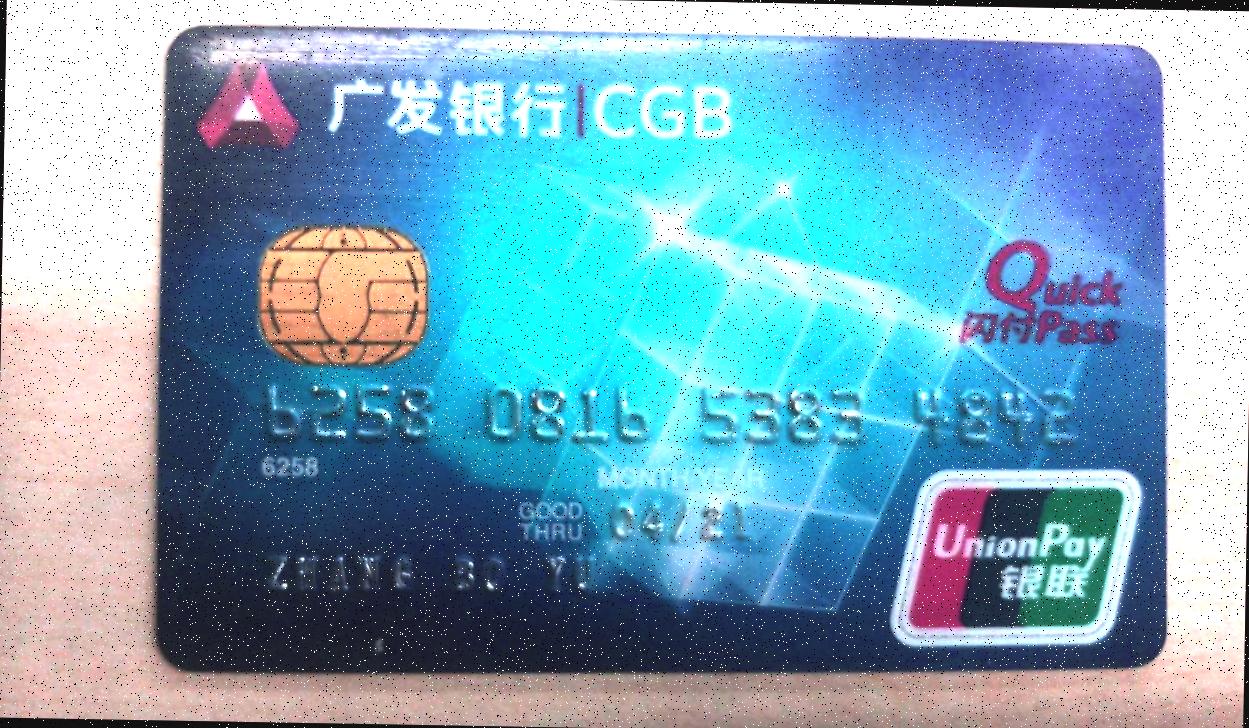 广发银行|CGB
Quick
闪付Pass
6258 0816 5383 4842
6258
MONTH/YEAR
GOOD THRU 04/21
ZHANG BO YU
UnionPay
银联